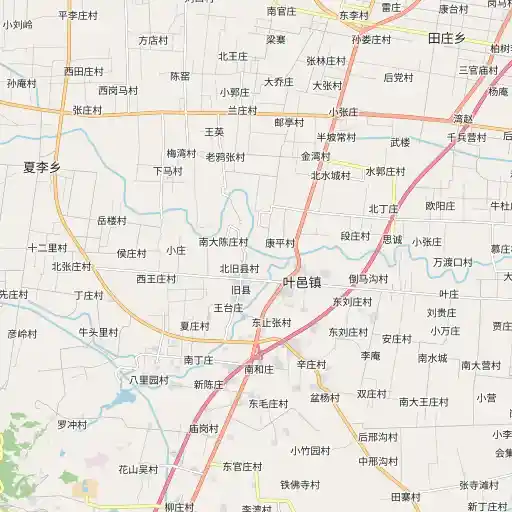 小刘岭
平李庄
南官庄
雷庄
康台村
东李村
方店村
梁寨
孙娄庄村
田庄乡
北王庄
张林庄村
西田庄村
陈窑
大乔庄
后党村
三官庙村
孙庵村
西岗马村
小郭庄
大张村
杨庵
张庄村
兰庄村
小张庄
湾赵
邮亭村
王英
半坡常村
武楼
千兵营村
梅湾村
老鸦张村
金湾村
夏李乡
下马村
北水城村
水郭庄村
岳楼村
北丁庄
欧阳庄
牛杜庄
十二里村
南大陈庄村
康平村
段庄村
思诚
小张庄
侯庄村
小庄
北张庄村
北旧县村
万渡口村
西王庄村
叶邑镇
倒马沟村
丁庄村
旧县
叶庄
先庄村
王台庄
东刘庄村
刘贵庄
彦岭村
牛头里村
夏庄村
东止张村
东刘庄村
小万庄
安庄村
南丁庄
李庵
南水城
辛庄村
南和庄
南大营村
八里园村
新陈庄
盆杨村
双庄村
东毛庄村
南大王庄村
小营
罗冲村
庙岗村
后邢沟村
小竹园村
花山吴村
东官庄村
中邢沟村
铁佛寺村
张寺滩村
柳庄村
李湾村
田寨村
新丁庄村